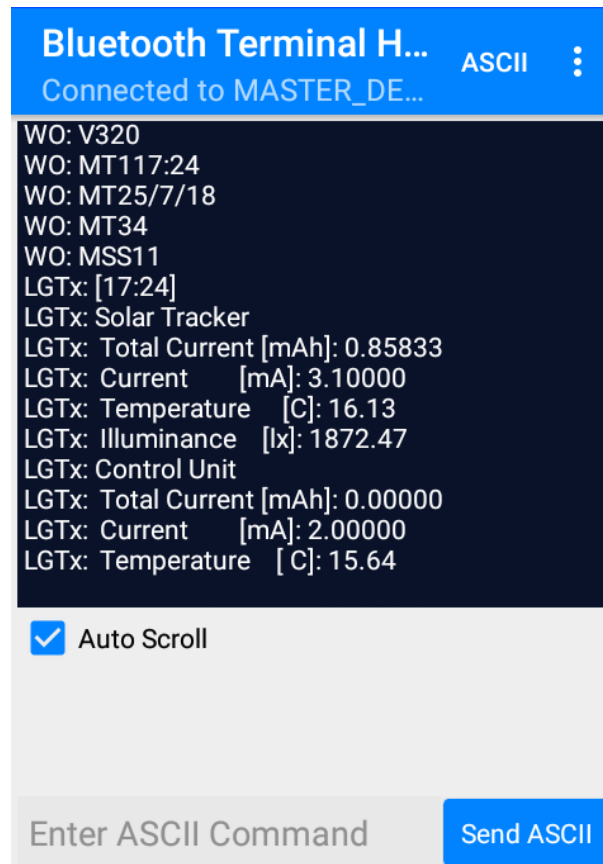 Bluetooth Terminal H...
ASCII
Connected to MASTER_DE...
WO: V320
WO: MT117:24
WO: MT25/7/18
WO: MT34
WO: MSS11
LGTx: [17:24]
LGTx: Solar Tracker
LGTx: Total Current [mAh]: 0.85833
LGTx: Current [mA]: 3.10000
LGTx: Temperature [C]: 16.13
LGTx: Illuminance [lx]: 1872.47
LGTx: Control Unit
LGTx: Total Current [mAh]: 0.00000
LGTx: Current [mA]: 2.00000
LGTx: Temperature [ C]: 15.64
Auto Scroll
Enter ASCII Command
Send ASCII